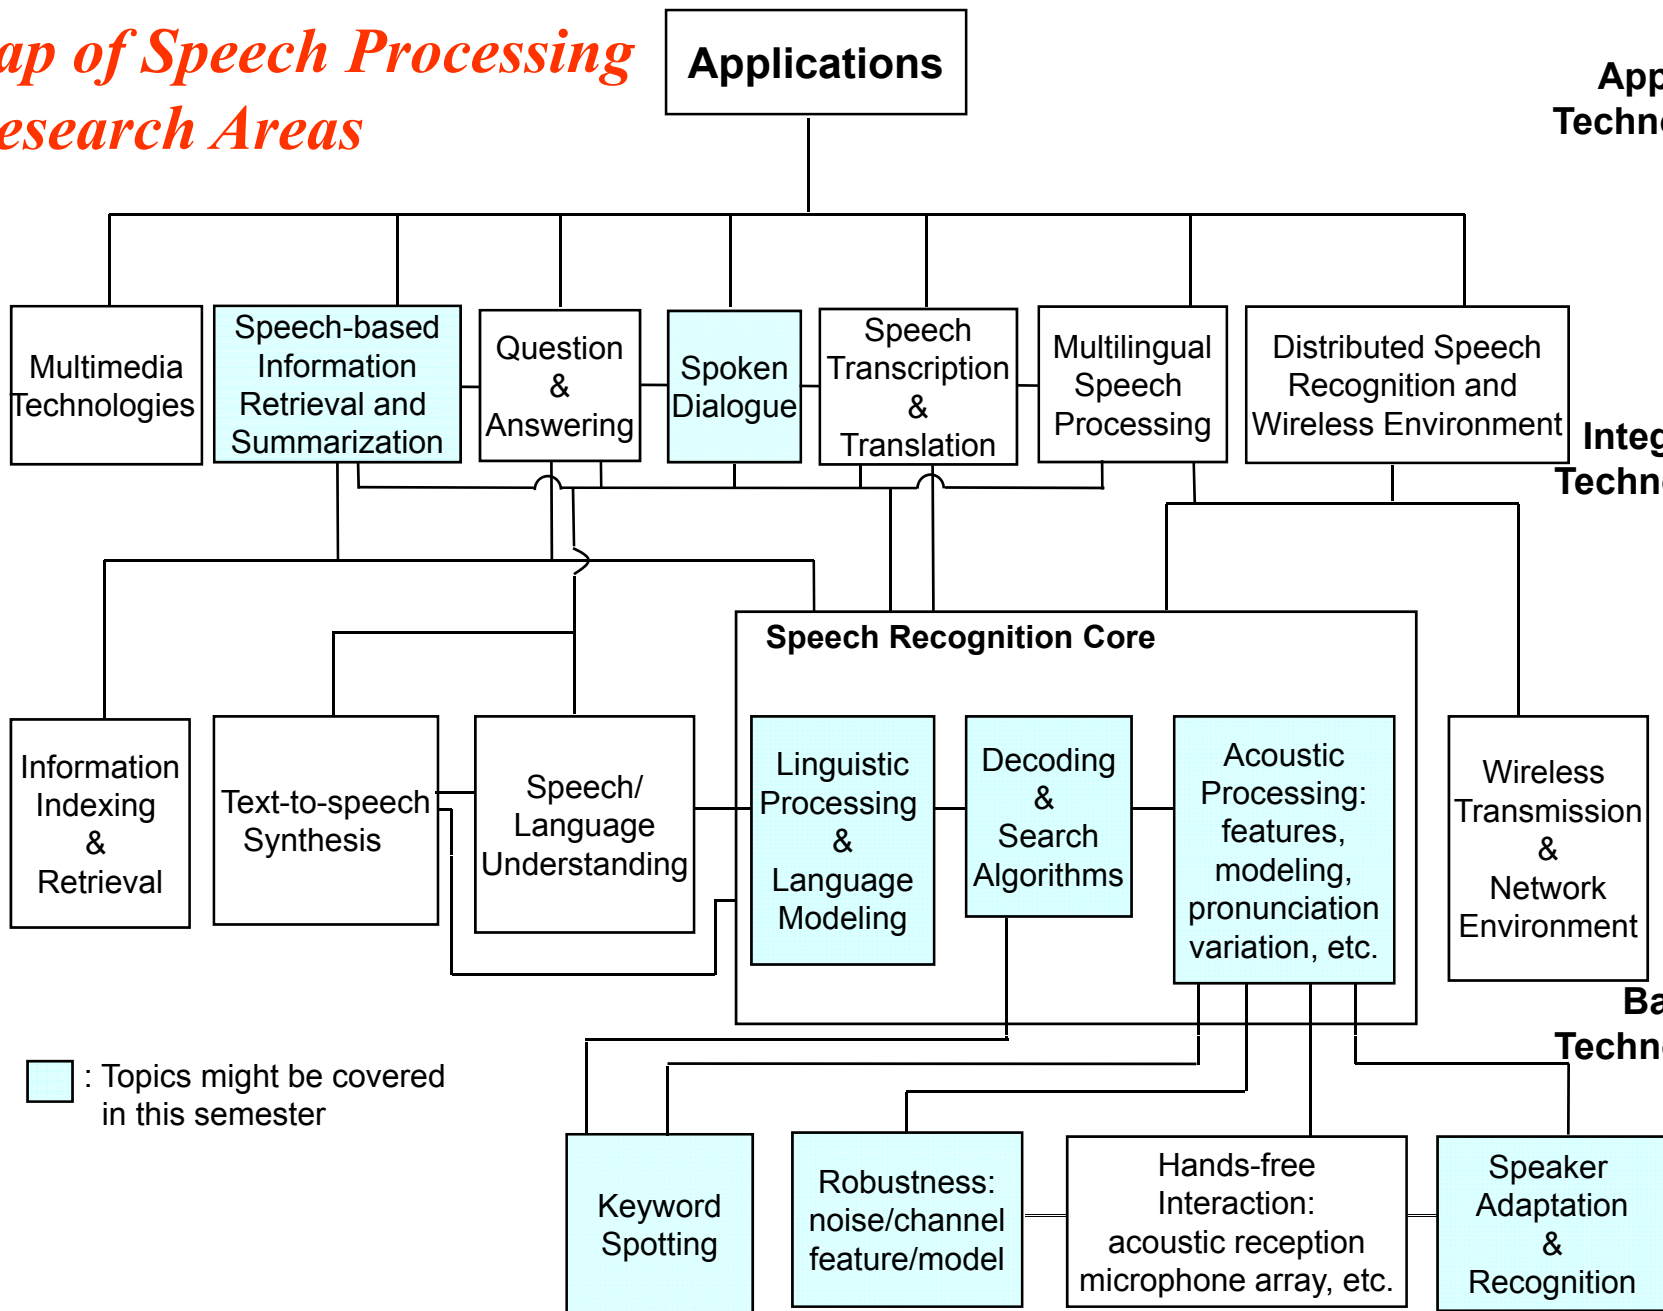 ap of Speech Processing
esearch Areas
Applications
App
Techno
Multimedia
Technologies
Speech-based
Information
Retrieval and
Summarization
Question
&
Answering
Spoken
Dialogue
Speech
Transcription
&
Translation
Multilingual
Speech
Processing
Distributed Speech
Recognition and
Wireless Environment
Integ
Techno
Speech Recognition Core
Information
Indexing
&
Retrieval
Text-to-speech
Synthesis
Speech/
Language
Understanding
Linguistic
Processing
&
Language
Modeling
Decoding
&
Search
Algorithms
Acoustic
Processing:
features,
modeling,
pronunciation
variation, etc.
Wireless
Transmission
&
Network
Environment
Ba
Techno
: Topics might be covered
in this semester
Keyword
Spotting
Robustness:
noise/channel
feature/model
Hands-free
Interaction:
acoustic reception
microphone array, etc.
Speaker
Adaptation
&
Recognition